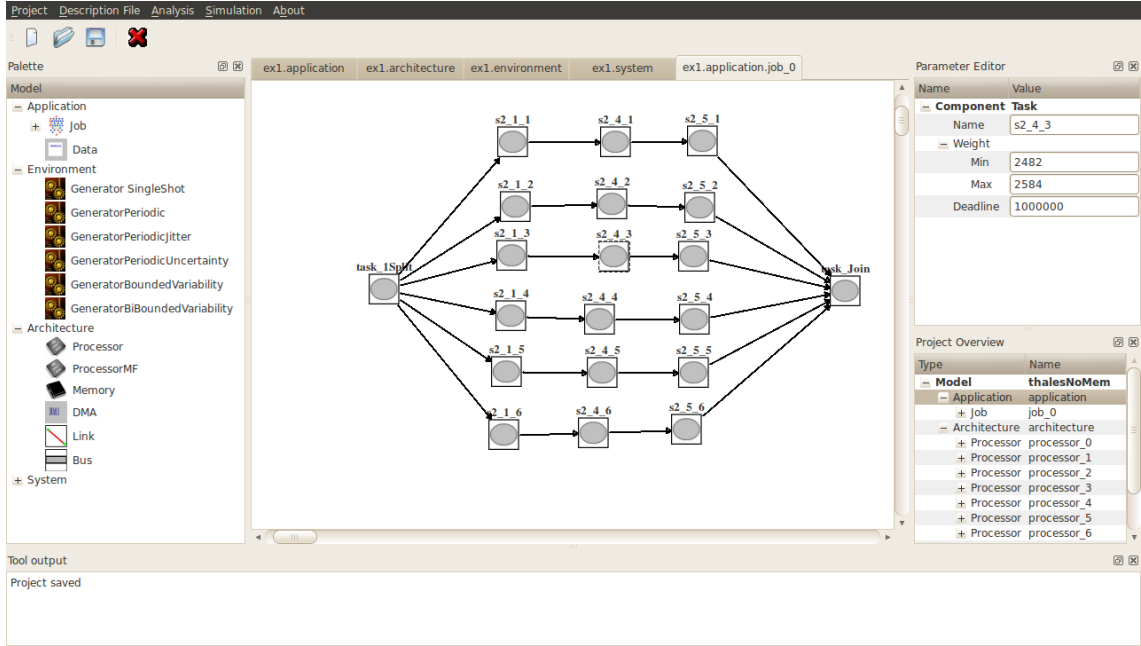 Project Description File Analysis Simulation About
Palette
Model
Application
Job
Data
Environment
Generator SingleShot
GeneratorPeriodic
GeneratorPeriodicJitter
GeneratorPeriodicUncertainty
GeneratorBoundedVariability
GeneratorBiBoundedVariability
Architecture
Processor
ProcessorMF
Memory
DMA
Link
Bus
System
ex1.application ex1.architecture ex1.environment ex1.system ex1.application.job_0
s2_1_1 s2_4_1 s2_5_1
s2_1_2 s2_4_2 s2_5_2
s2_1_3 s2_4_3 s2_5_3
task_1Split task_Join
s2_1_4 s2_4_4 s2_5_4
s2_1_5 s2_4_5 s2_5_5
s2_1_6 s2_4_6 s2_5_6
Parameter Editor
Name Value
Component Task
Name s2_4_3
Weight
Min 2482
Max 2584
Deadline 1000000
Project Overview
Type Name
Model thalesNoMem
Application application
Job job_0
Architecture architecture
Processor processor_0
Processor processor_1
Processor processor_2
Processor processor_3
Processor processor_4
Processor processor_5
Processor processor_6
Tool output
Project saved